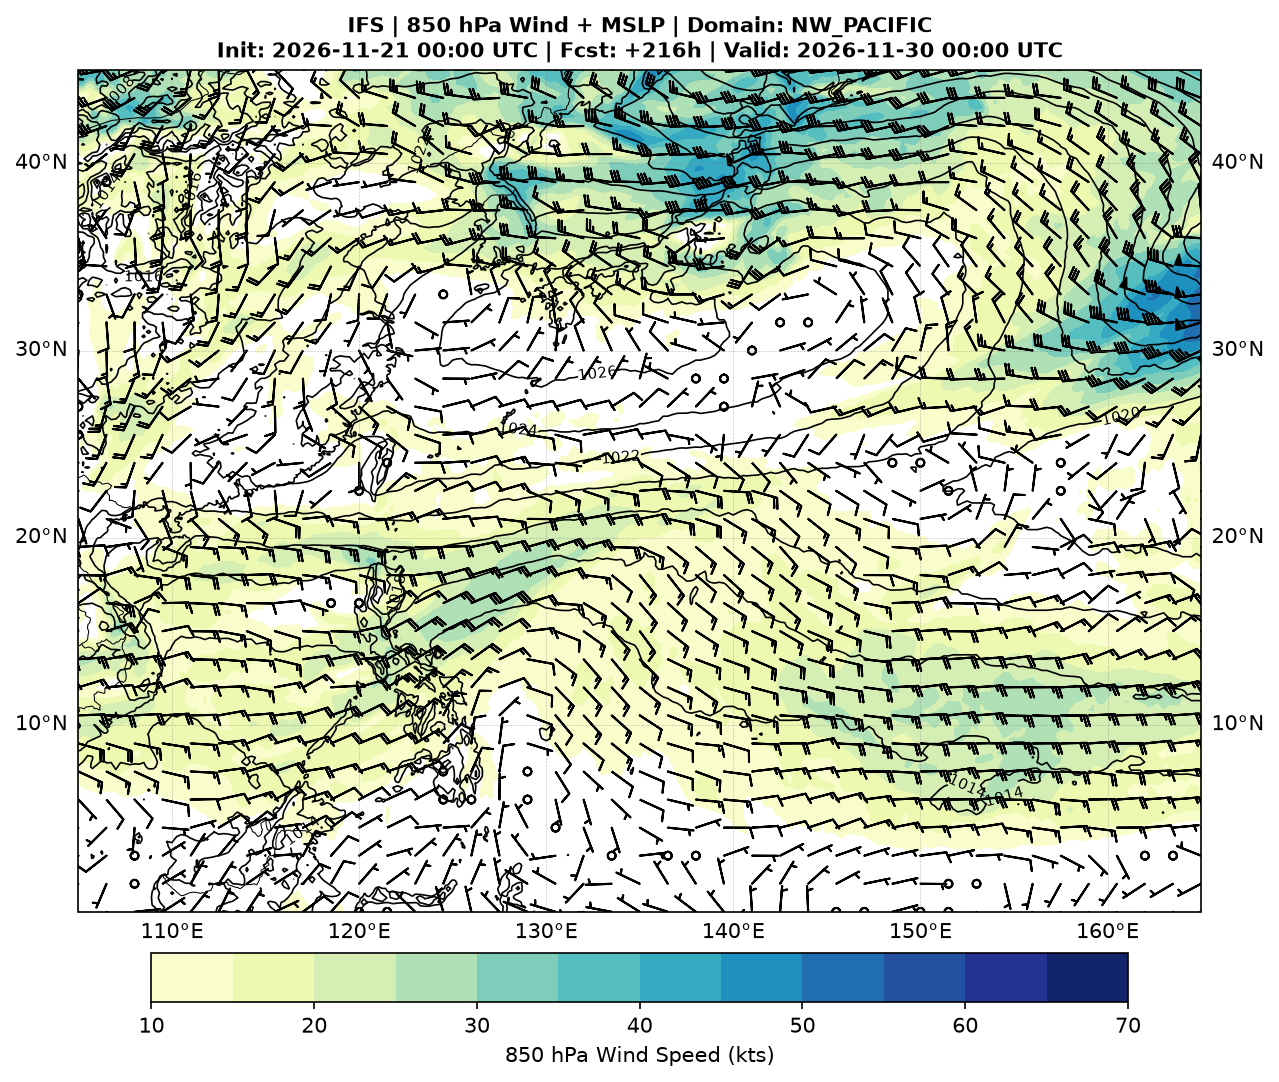 IFS | 850 hPa Wind + MSLP | Domain: NW_PACIFIC
Init: 2026-11-21 00:00 UTC | Fcst: +216h | Valid: 2026-11-30 00:00 UTC
40°N
40°N
1016
30°N
30°N
1026
1020
1024
1022
20°N
20°N
10°N
10°N
1014
1014
110°E
120°E
130°E
140°E
150°E
160°E
10
20
30
40
50
60
70
850 hPa Wind Speed (kts)